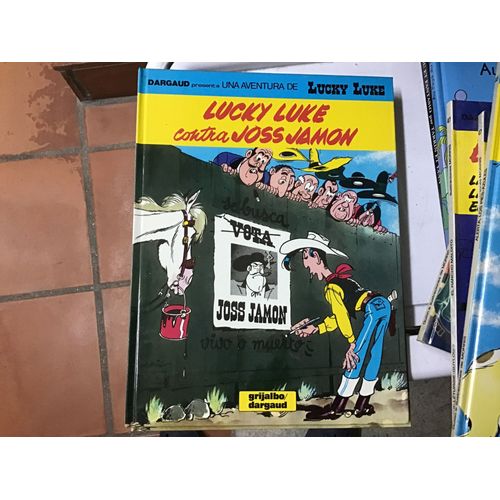 DARGAUD present a UNA AVENTURA DE LUCKY LUKE
LUCKY LUKE
contra JOSS JAMON
se busca
VOTA
JOSS JAMON
vivo o muerto
grijalbo/
dargaud